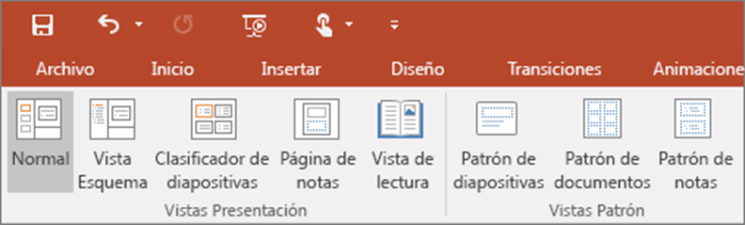 Archivo Inicio Insertar Diseño Transiciones Animacione
Normal Vista Esquema Clasificador de diapositivas Página de notas Vista de lectura Patrón de diapositivas Patrón de documentos Patrón de notas
Vistas Presentación Vistas Patrón